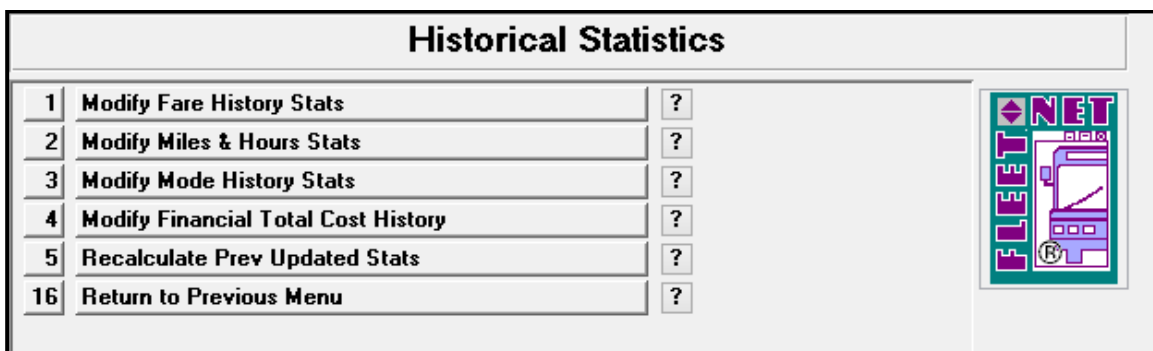 Historical Statistics
1 Modify Fare History Stats ?
2 Modify Miles & Hours Stats ?
3 Modify Mode History Stats ?
4 Modify Financial Total Cost History ?
5 Recalculate Prev Updated Stats ?
16 Return to Previous Menu ?
FLEET NET
®